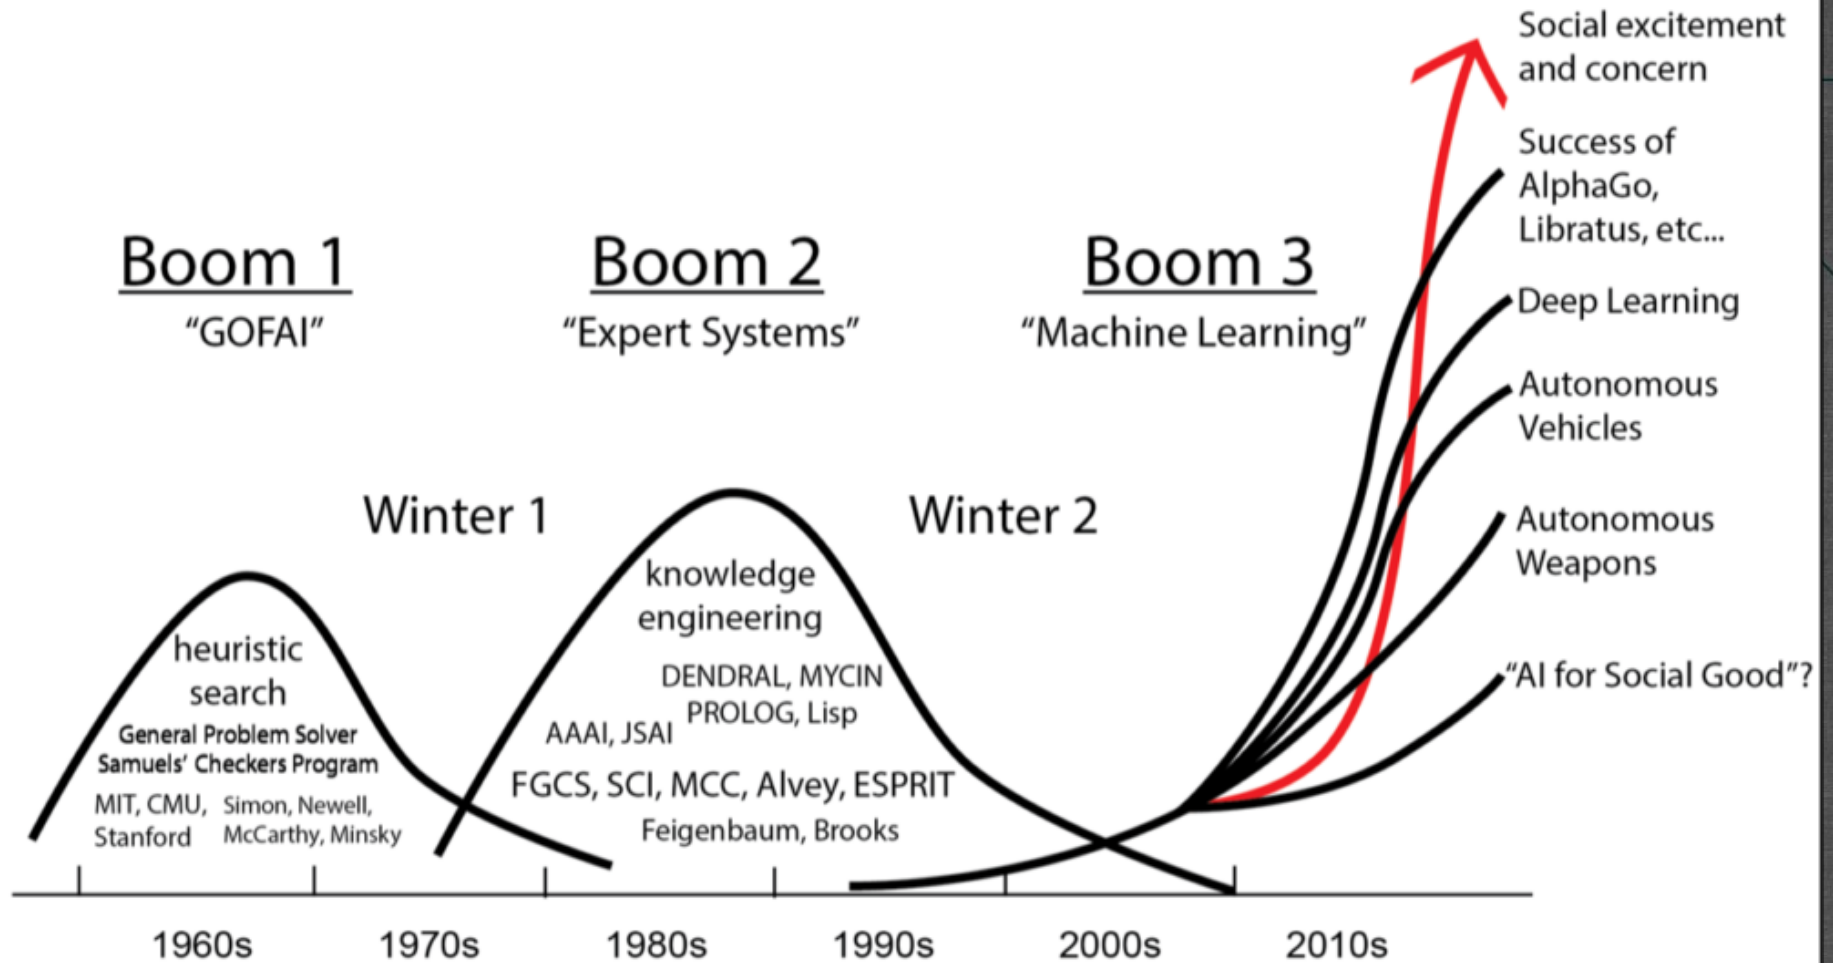 Social excitement
and concern
Success of
AlphaGo,
Libratus, etc...
Boom 1
"GOFAI"
Boom 2
"Expert Systems"
Boom 3
"Machine Learning"
Deep Learning
Autonomous
Vehicles
Winter 1
Winter 2
Autonomous
Weapons
heuristic
search
General Problem Solver
Samuels' Checkers Program
MIT, CMU,
Stanford
Simon, Newell,
McCarthy, Minsky
knowledge
engineering
DENDRAL, MYCIN
PROLOG, Lisp
AAAI, JSAI
FGCS, SCI, MCC, Alvey, ESPRIT
Feigenbaum, Brooks
"AI for Social Good"?
1960s 1970s 1980s 1990s 2000s 2010s